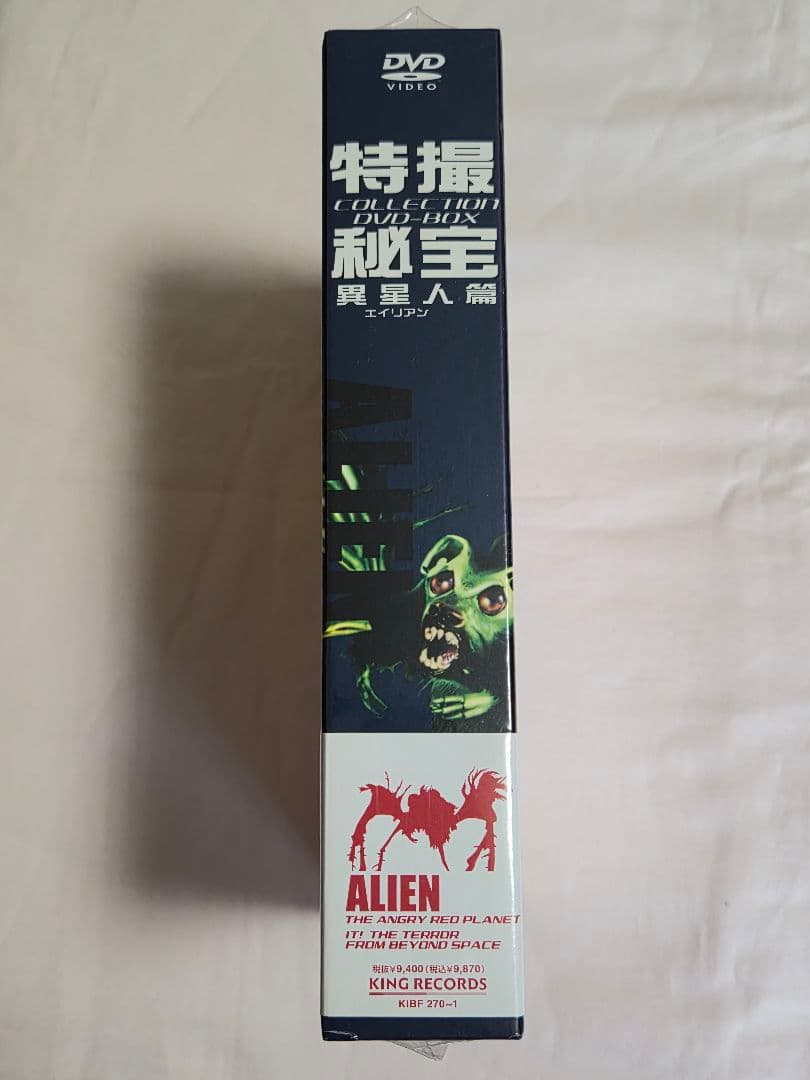 DVD
VIDEO
特撮
COLLECTION
DVD-BOX
秘宝
異星人篇
エイリアン
ALIEN
ALIEN
THE ANGRY RED PLANET
IT! THE TERROR
FROM BEYOND SPACE
税抜¥9,400(税込¥9,870)
KING RECORDS
KIBF 270~1